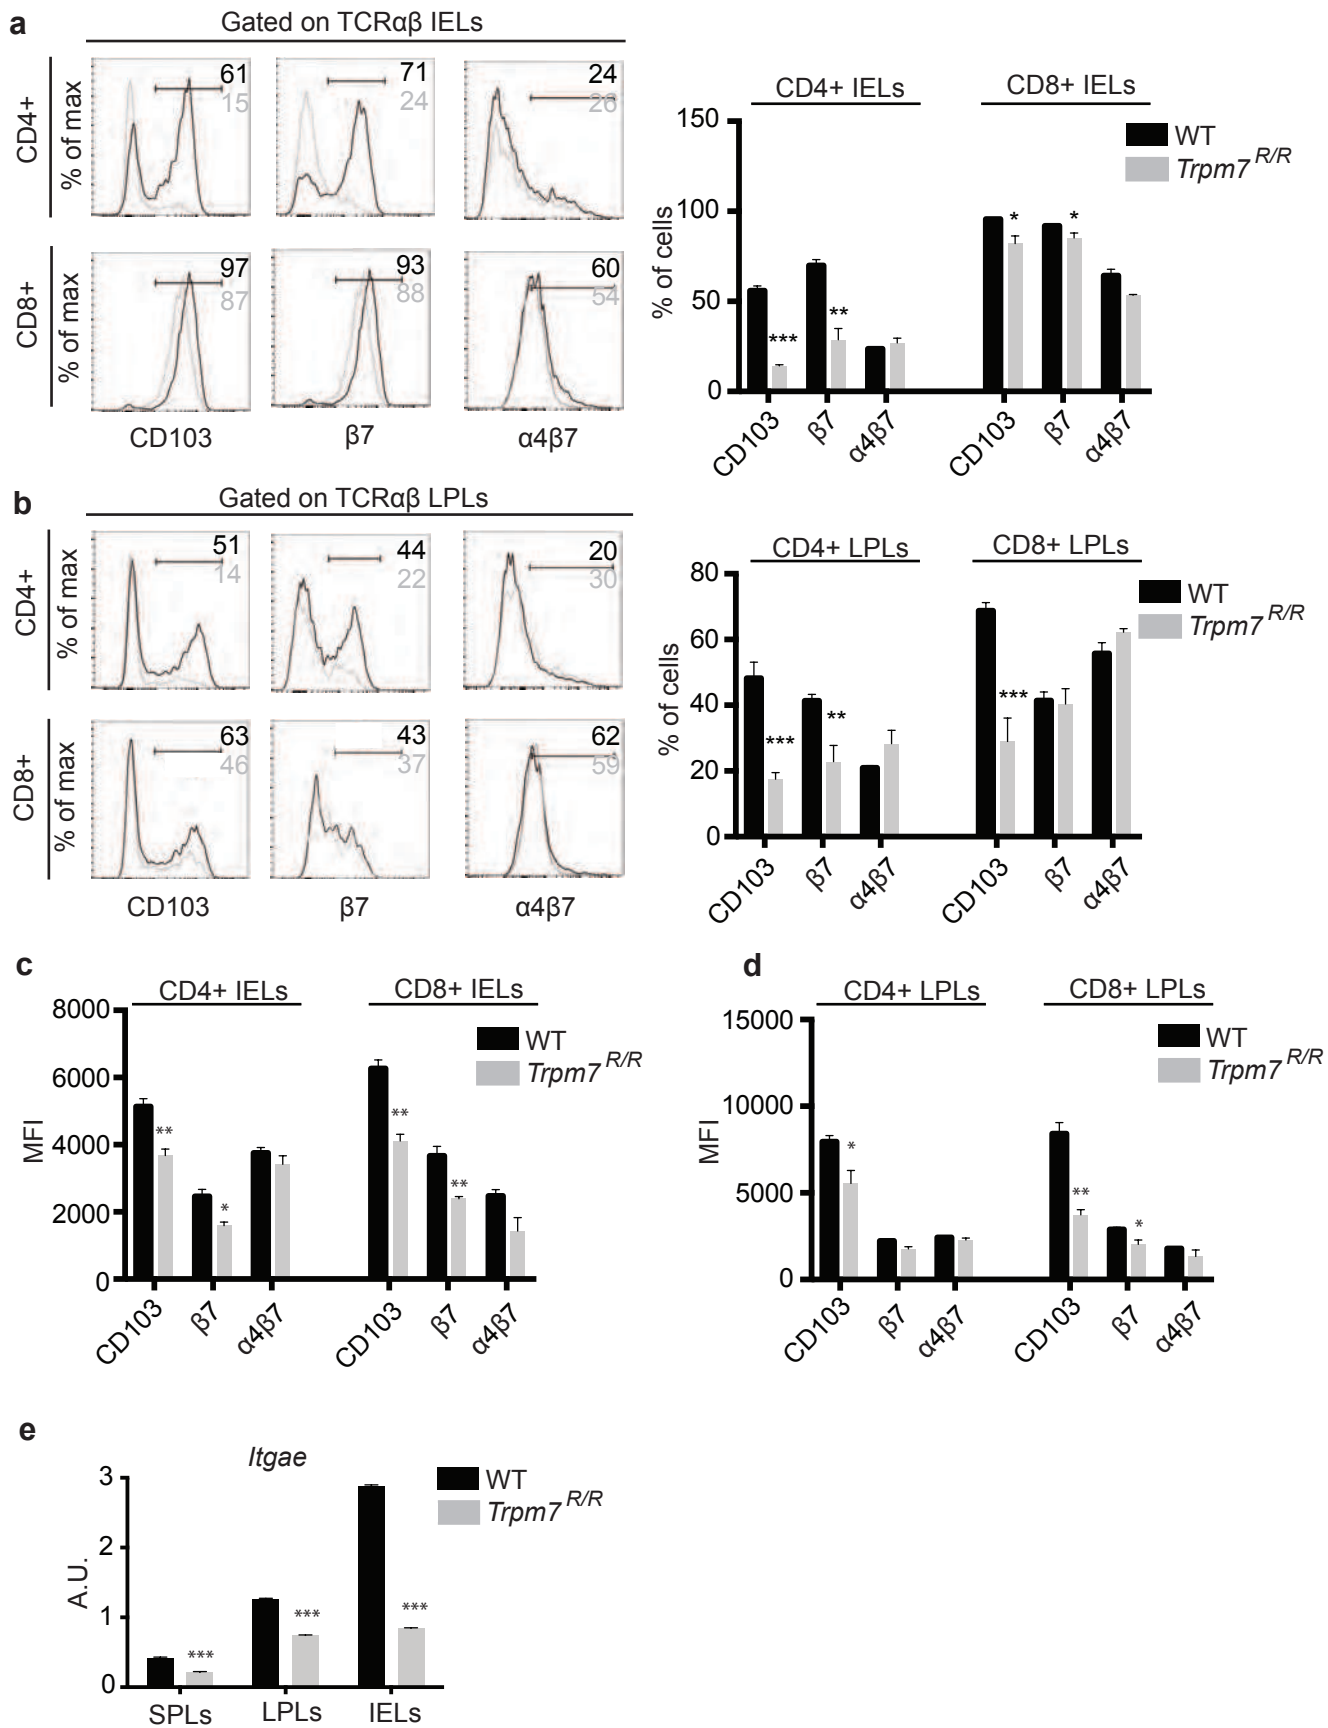 a
Gated on TCRαβ IELs
CD4+
% of max
61
15
71
24
24
26
CD8+
% of max
97
87
93
88
60
54
CD103
β7
α4β7
CD4+ IELs
CD8+ IELs
WT
Trpm7 R/R
% of cells
150
100
50
0
***
**
*
*
CD103
β7
α4β7
CD103
β7
α4β7
b
Gated on TCRαβ LPLs
CD4+
% of max
51
14
44
22
20
30
CD8+
% of max
63
46
43
37
62
59
CD103
β7
α4β7
CD4+ LPLs
CD8+ LPLs
WT
Trpm7 R/R
% of cells
80
60
40
20
0
***
**
***
CD103
β7
α4β7
CD103
β7
α4β7
c
CD4+ IELs
CD8+ IELs
WT
Trpm7 R/R
MFI
8000
6000
4000
2000
0
**
*
**
**
CD103
β7
α4β7
CD103
β7
α4β7
d
CD4+ LPLs
CD8+ LPLs
WT
Trpm7 R/R
MFI
15000
10000
5000
0
*
**
*
CD103
β7
α4β7
CD103
β7
α4β7
e
Itgae
WT
Trpm7 R/R
A.U.
3
2
1
0
***
***
***
SPLs
LPLs
IELs